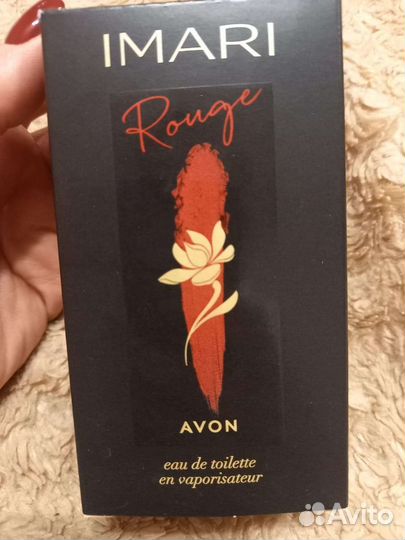 IMARI
Rouge
AVON
eau de toilette
en vaporisateur
Avito